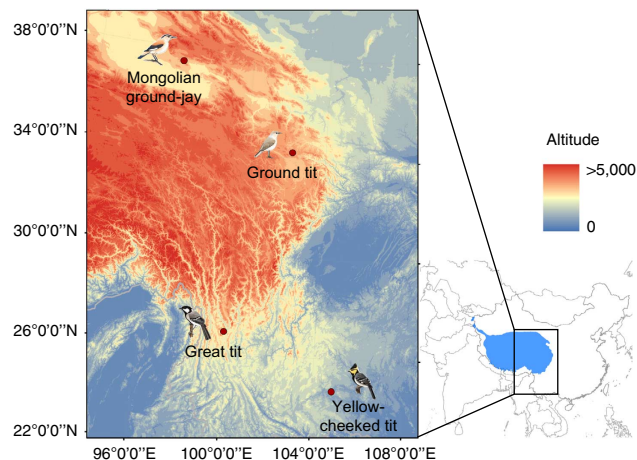 38°0'0''N
34°0'0''N
30°0'0''N
26°0'0''N
22°0'0''N
96°0'0''E
100°0'0''E
104°0'0''E
108°0'0''E
Mongolian
ground-jay
Ground tit
Great tit
Yellow-
cheeked tit
Altitude
>5,000
0